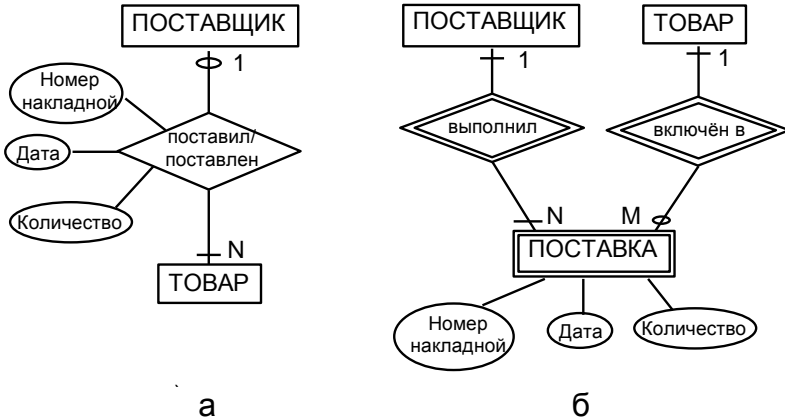 ПОСТАВЩИК
1
Номер
накладной
поставил/
поставлен
Дата
Количество
N
ТОВАР
а
ПОСТАВЩИК
ТОВАР
1
1
выполнил
включён в
N
M
ПОСТАВКА
Номер
накладной
Дата
Количество
б